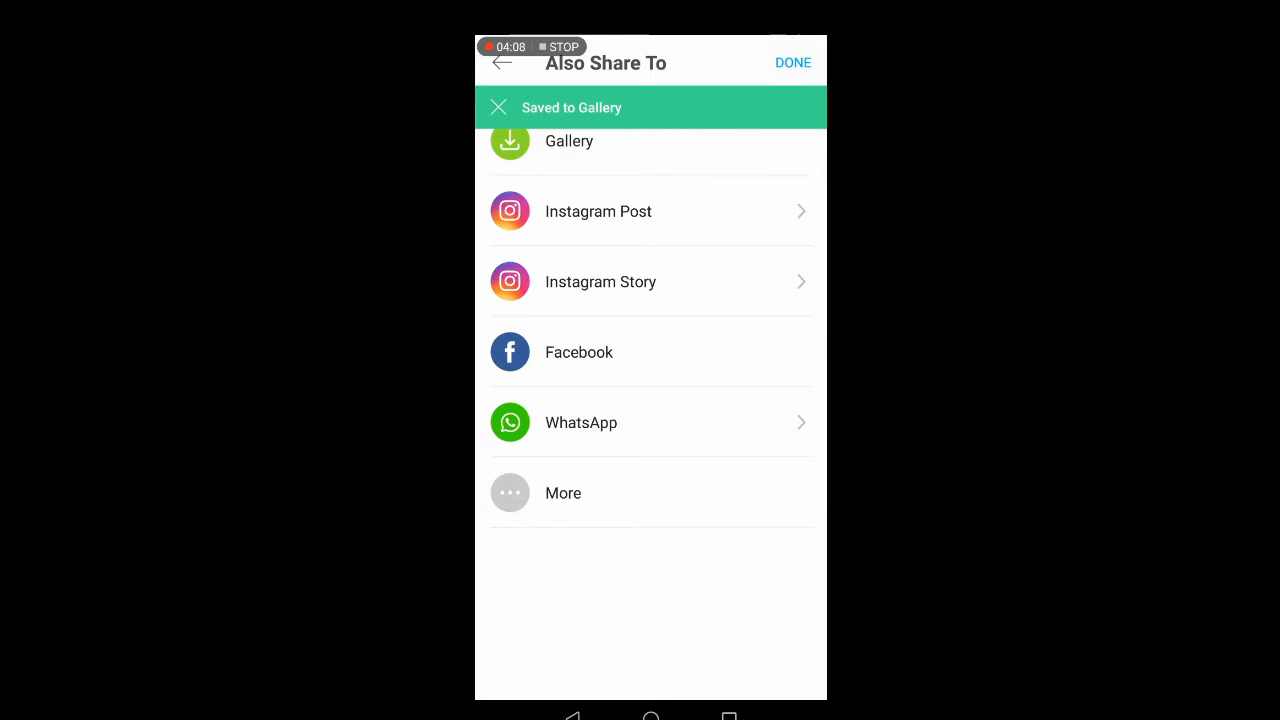 04:08 STOP
Also Share To
DONE
Saved to Gallery
Gallery
Instagram Post
Instagram Story
Facebook
WhatsApp
More